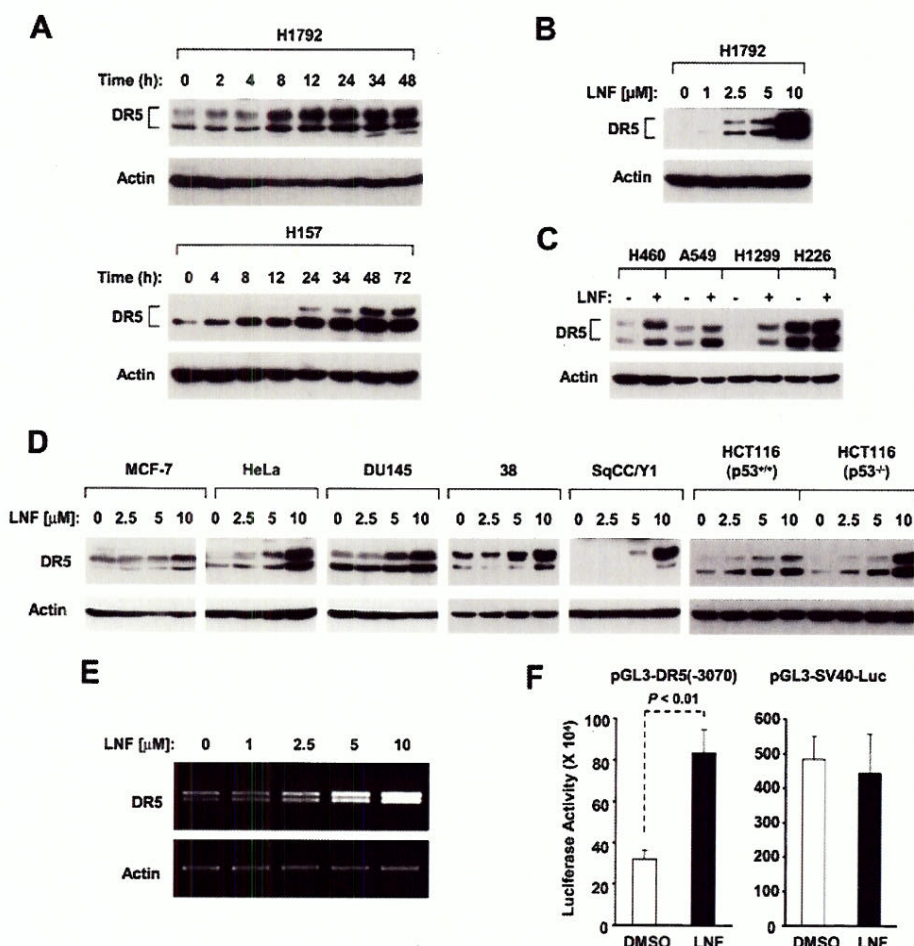 A
H1792
Time (h): 0 2 4 8 12 24 34 48
DR5
Actin
H157
Time (h): 0 4 8 12 24 34 48 72
DR5
Actin
B
H1792
LNF [µM]: 0 1 2.5 5 10
DR5
Actin
C
H460 A549 H1299 H226
LNF: - + - + - + - +
DR5
Actin
D
MCF-7 HeLa DU145 38 SqCC/Y1 HCT116 (p53+/+) HCT116 (p53-/-)
LNF [µM]: 0 2.5 5 10 0 2.5 5 10 0 2.5 5 10 0 2.5 5 10 0 2.5 5 10 0 2.5 5 10 0 2.5 5 10
DR5
Actin
E
LNF [µM]: 0 1 2.5 5 10
DR5
Actin
F
pGL3-DR5(-3070)
P < 0.01
Luciferase Activity (X 10⁴)
100
80
60
40
20
0
DMSO LNF
pGL3-SV40-Luc
600
500
400
300
200
100
0
DMSO LNF